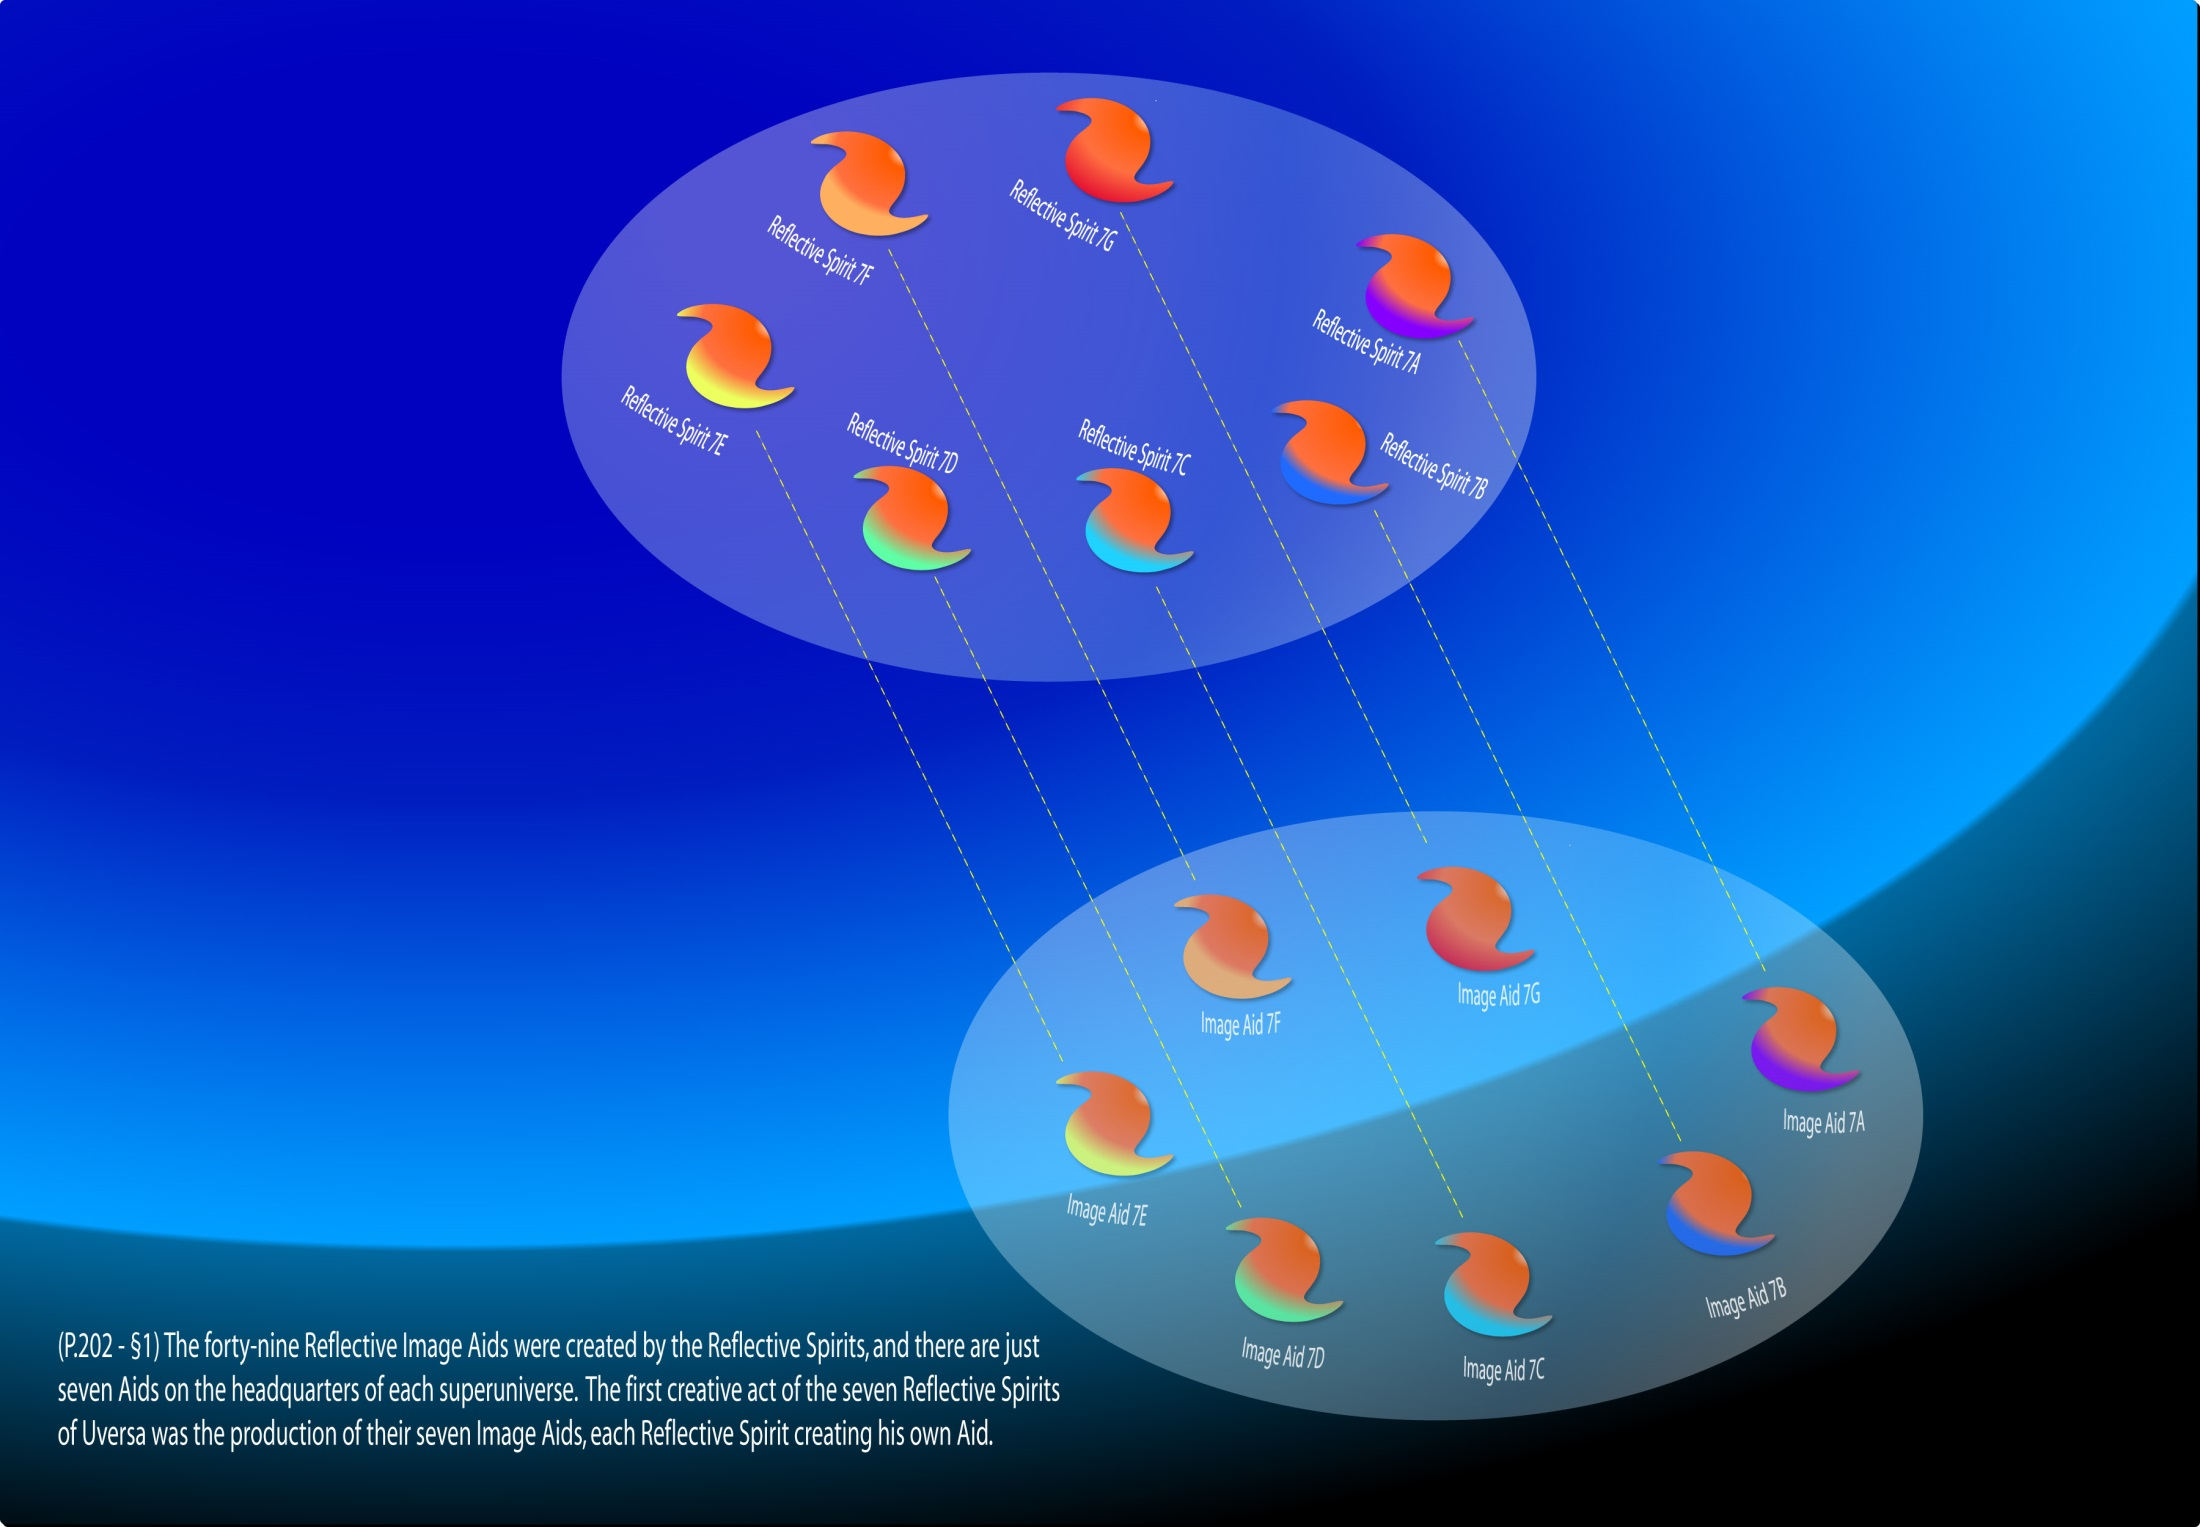 Reflective Spirit 7G
Reflective Spirit 7F
Reflective Spirit 7A
Reflective Spirit 7E
Reflective Spirit 7D
Reflective Spirit 7C
Reflective Spirit 7B
Image Aid 7G
Image Aid 7F
Image Aid 7A
Image Aid 7E
Image Aid 7B
Image Aid 7D
Image Aid 7C
(P.202 - §1) The forty-nine Reflective Image Aids were created by the Reflective Spirits, and there are just
seven Aids on the headquarters of each superuniverse. The first creative act of the seven Reflective Spirits
of Uversa was the production of their seven Image Aids, each Reflective Spirit creating his own Aid.